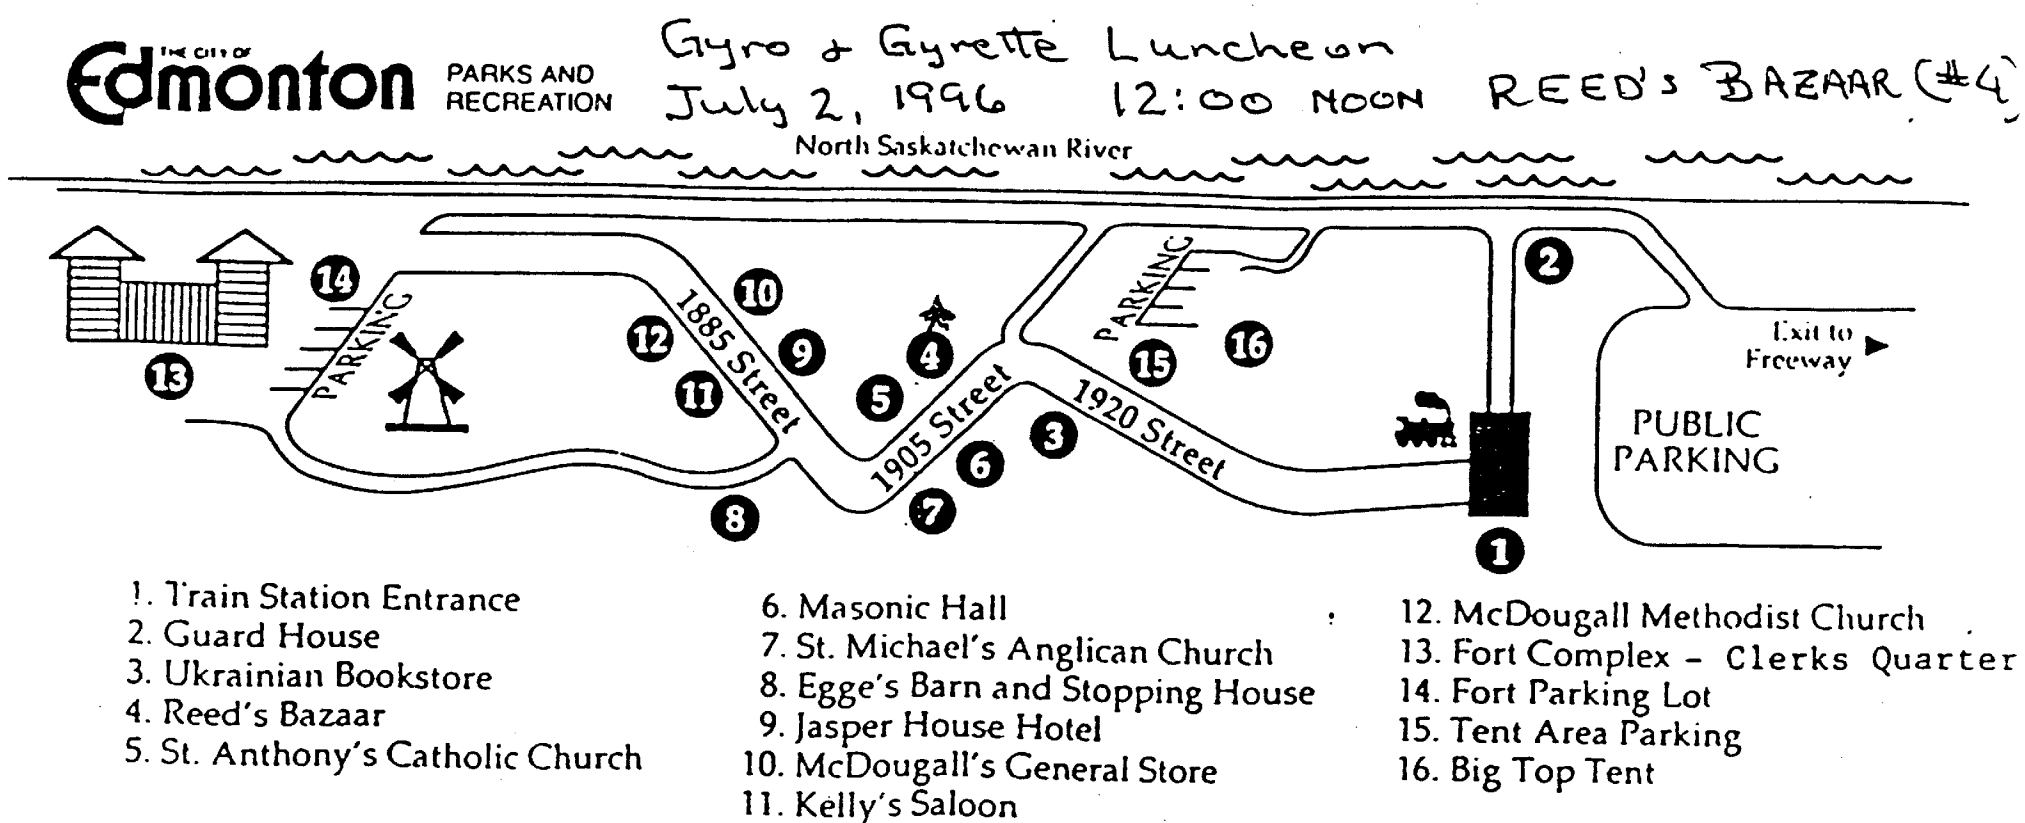 THE CITY OF
Edmonton
PARKS AND
RECREATION
Gyro & Gyrette Luncheon
July 2, 1996 12:00 NOON REED'S BAZAAR (#4)
North Saskatchewan River
14
PARKING
13
12
11
10
9
1885 Street
8
5
4
1905 Street
7
6
3
1920 Street
PARKING
15
16
2
1
Exit to
Freeway
PUBLIC
PARKING
1. Train Station Entrance
2. Guard House
3. Ukrainian Bookstore
4. Reed's Bazaar
5. St. Anthony's Catholic Church
6. Masonic Hall
7. St. Michael's Anglican Church
8. Egge's Barn and Stopping House
9. Jasper House Hotel
10. McDougall's General Store
11. Kelly's Saloon
12. McDougall Methodist Church
13. Fort Complex - Clerks Quarter
14. Fort Parking Lot
15. Tent Area Parking
16. Big Top Tent